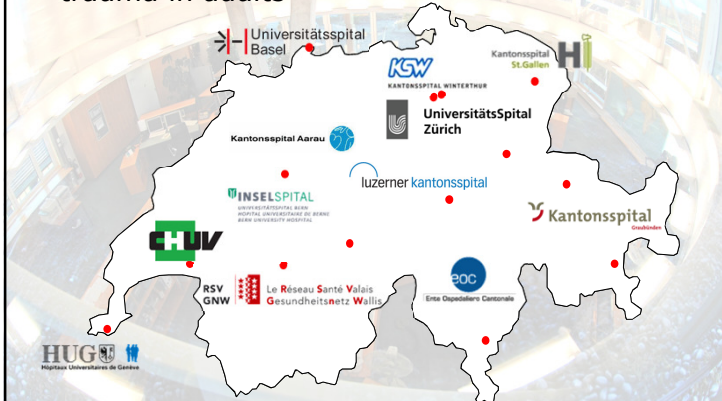 trauma in adults
Universitätsspital
Basel
Kantonsspital
St.Gallen
KSW
KANTONSSPITAL WINTERTHUR
UniversitätsSpital
Zürich
Kantonsspital Aarau
luzerner kantonsspital
INSELSPITAL
UNIVERSITÄTSSPITAL BERN
HOPITAL UNIVERSITAIRE DE BERNE
BERN UNIVERSITY HOSPITAL
Kantonsspital
Graubünden
CHUV
RSV
GNW
Le Réseau Santé Valais
Gesundheitsnetz Wallis
eoc
Ente Ospedaliero Cantonale
HUG
Hôpitaux Universitaires de Genève